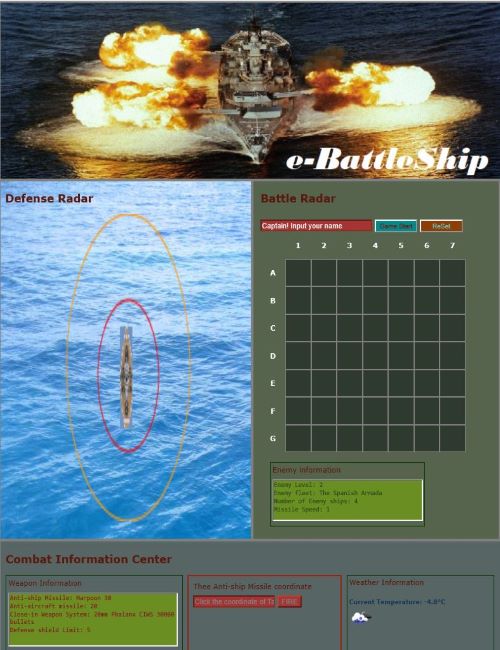 e-BattleShip
Defense Radar
Battle Radar
Captain! Input your name
Game Start
ReSet
1 2 3 4 5 6 7
A
B
C
D
E
F
G
Enemy Information
Enemy Level: 2
Enemy fleet: The Spanish Armada
Number of Enemy ships: 4
Missile Speed: 1
Combat Information Center
Weapon Information
Anti-ship Missile: Harpoon 30
Anti-aircraft missile: 20
Close-in Weapon System: 20mm Phalanx CIWS 30000
bullets
Defense shield Limit: 5
Thee Anti-ship Missile coordinate
Click the coordinate of Ta
FIRE
Weather Information
Current Temperature: -4.8°C